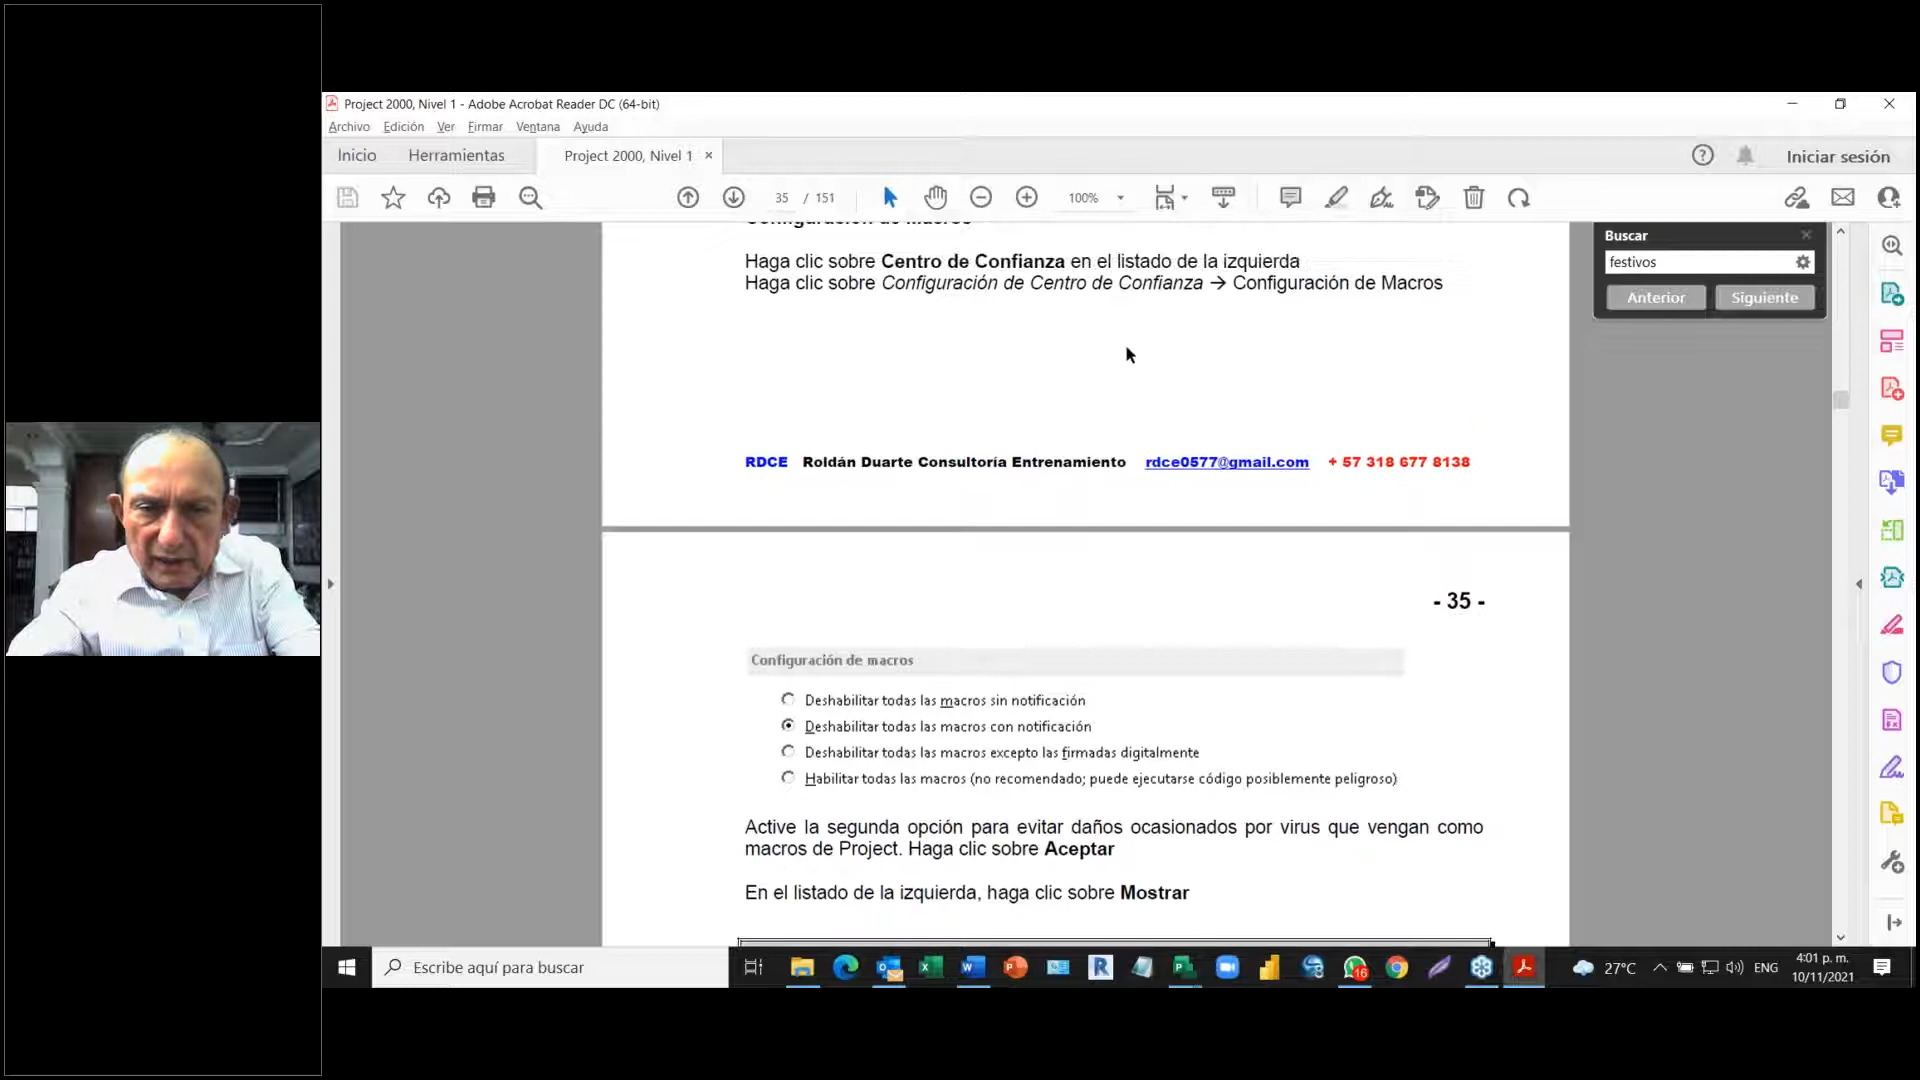 Project 2000, Nivel 1 - Adobe Acrobat Reader DC (64-bit)
Archivo Edición Ver Firmar Ventana Ayuda
Inicio Herramientas Project 2000, Nivel 1 × Iniciar sesión
35 / 151 100%
Configuración de Macros
Buscar
festivos
Anterior Siguiente
Haga clic sobre Centro de Confianza en el listado de la izquierda
Haga clic sobre Configuración de Centro de Confianza → Configuración de Macros
RDCE Roldán Duarte Consultoría Entrenamiento rdce0577@gmail.com + 57 318 677 8138
- 35 -
Configuración de macros
Deshabilitar todas las macros sin notificación
Deshabilitar todas las macros con notificación
Deshabilitar todas las macros excepto las firmadas digitalmente
Habilitar todas las macros (no recomendado; puede ejecutarse código posiblemente peligroso)
Active la segunda opción para evitar daños ocasionados por virus que vengan como
macros de Project. Haga clic sobre Aceptar
En el listado de la izquierda, haga clic sobre Mostrar
Escribe aquí para buscar
16
27°C
ENG
4:01 p. m.
10/11/2021